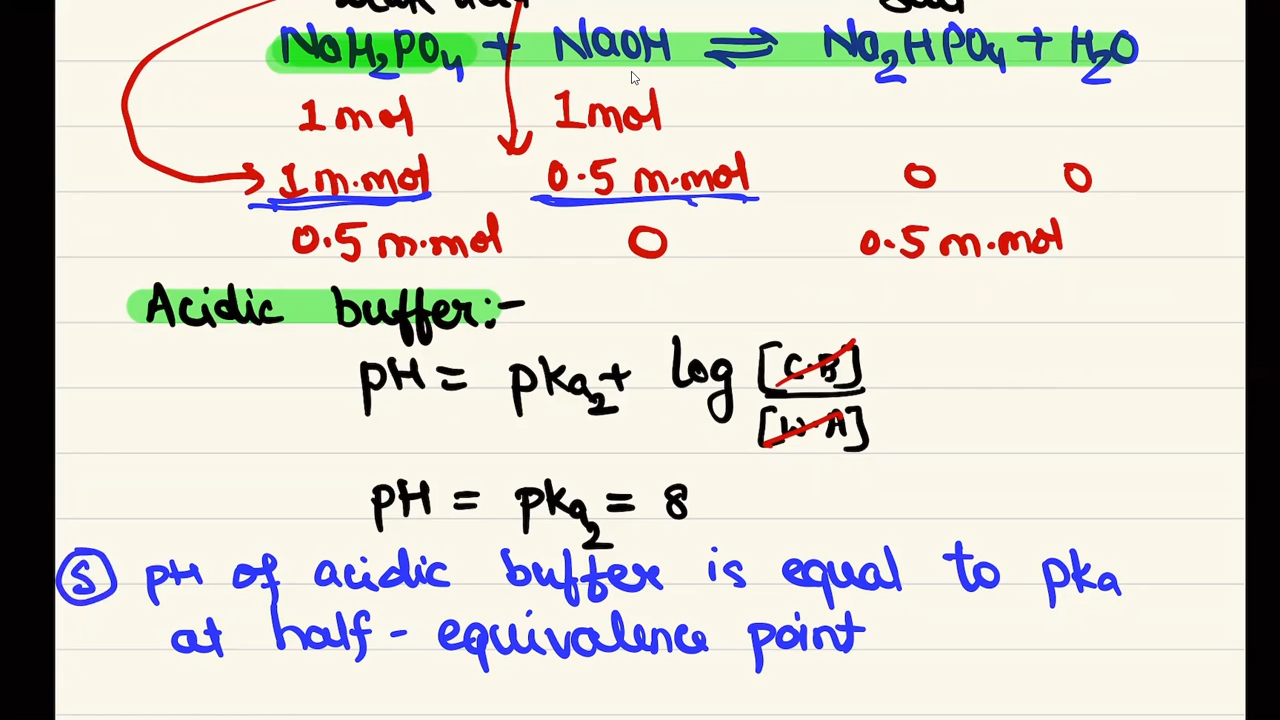 NaH₂PO₄ + NaOH ⇌ Na₂HPO₄ + H₂O
1 mol 1 mol
1 m.mol 0.5 m.mol 0 0
0.5 m.mol 0 0.5 m.mol
Acidic buffer:-
pH = pka₂ + log [C.B]/[W.A]
pH = pka₂ = 8
(S) pH of acidic buffer is equal to pka
at half-equivalence point